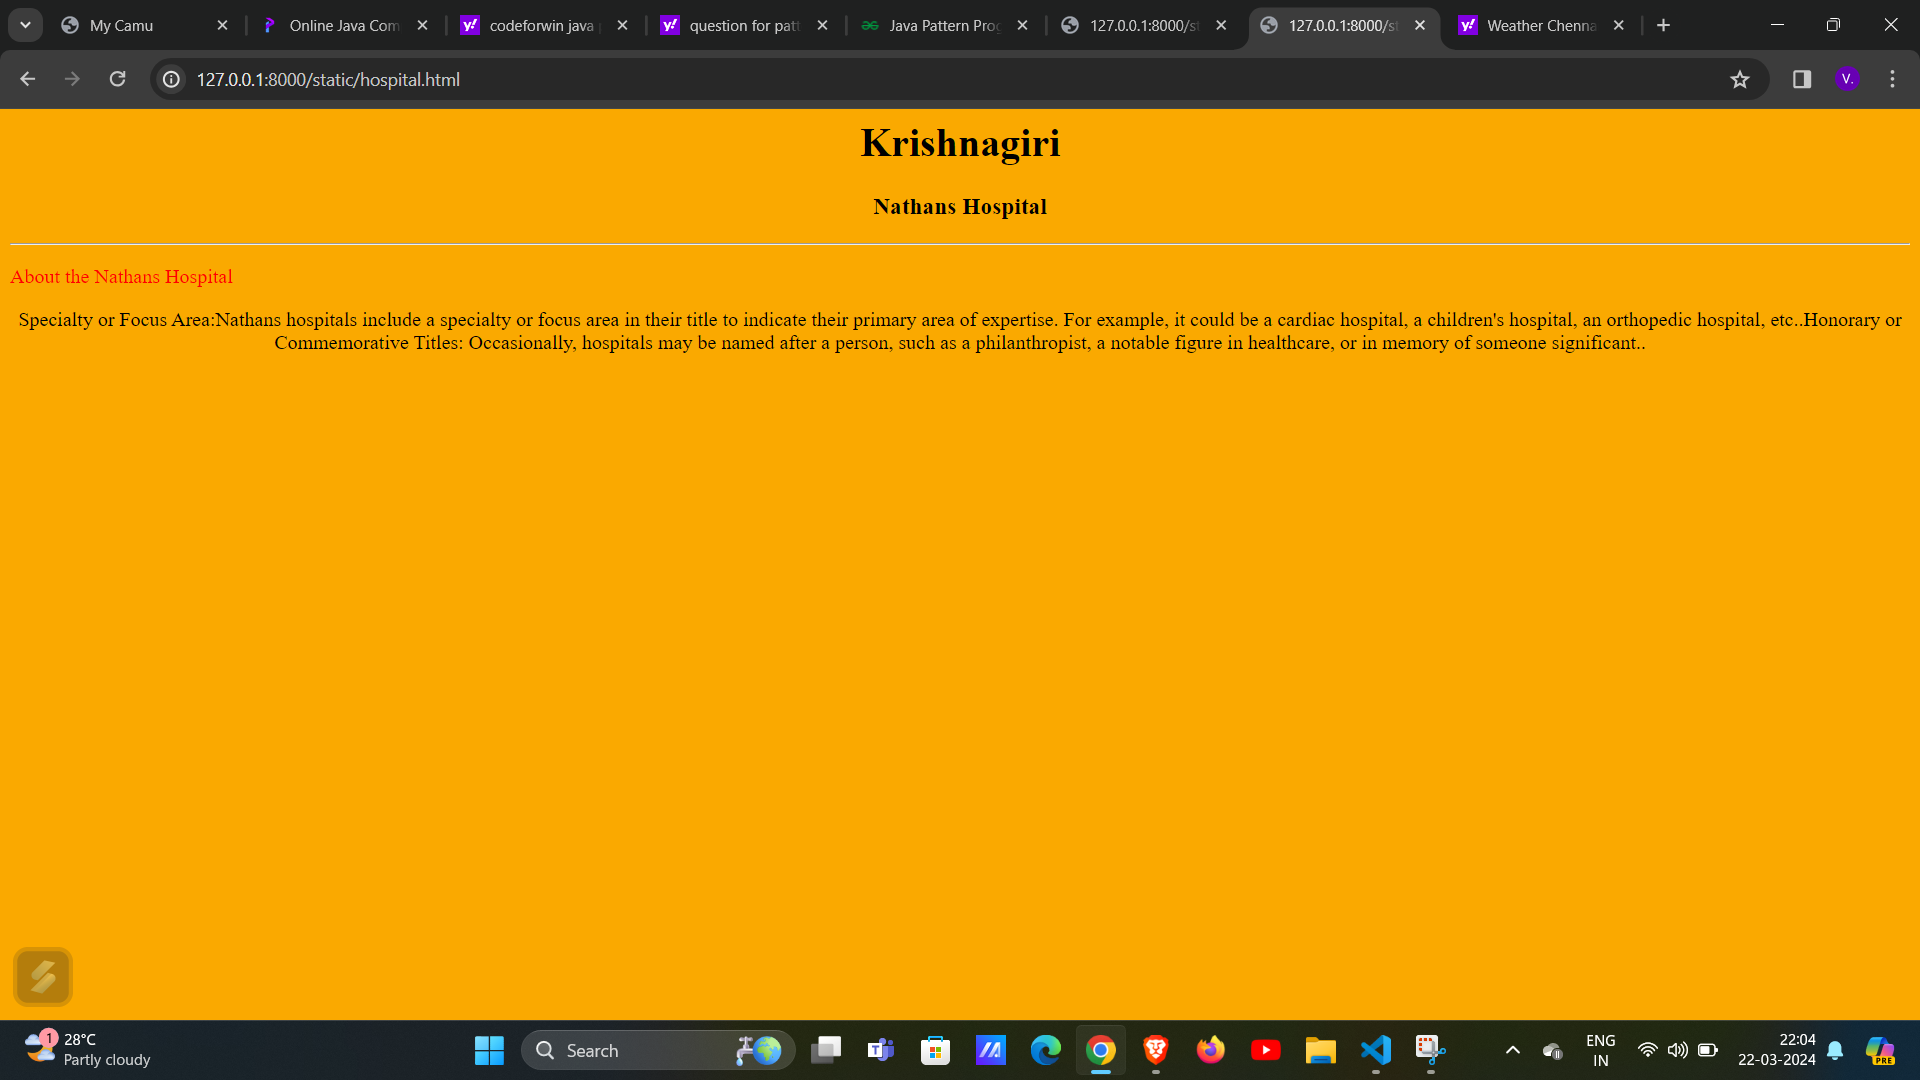 My Camu
Online Java Com
codeforwin java
question for patt
Java Pattern Prog
127.0.0.1:8000/st
127.0.0.1:8000/st
Weather Chenna
127.0.0.1:8000/static/hospital.html
V.
Krishnagiri
Nathans Hospital
About the Nathans Hospital
Specialty or Focus Area:Nathans hospitals include a specialty or focus area in their title to indicate their primary area of expertise. For example, it could be a cardiac hospital, a children's hospital, an orthopedic hospital, etc..Honorary or
Commemorative Titles: Occasionally, hospitals may be named after a person, such as a philanthropist, a notable figure in healthcare, or in memory of someone significant..
1
28°C
Partly cloudy
Search
ENG
IN
22:04
22-03-2024
PRE